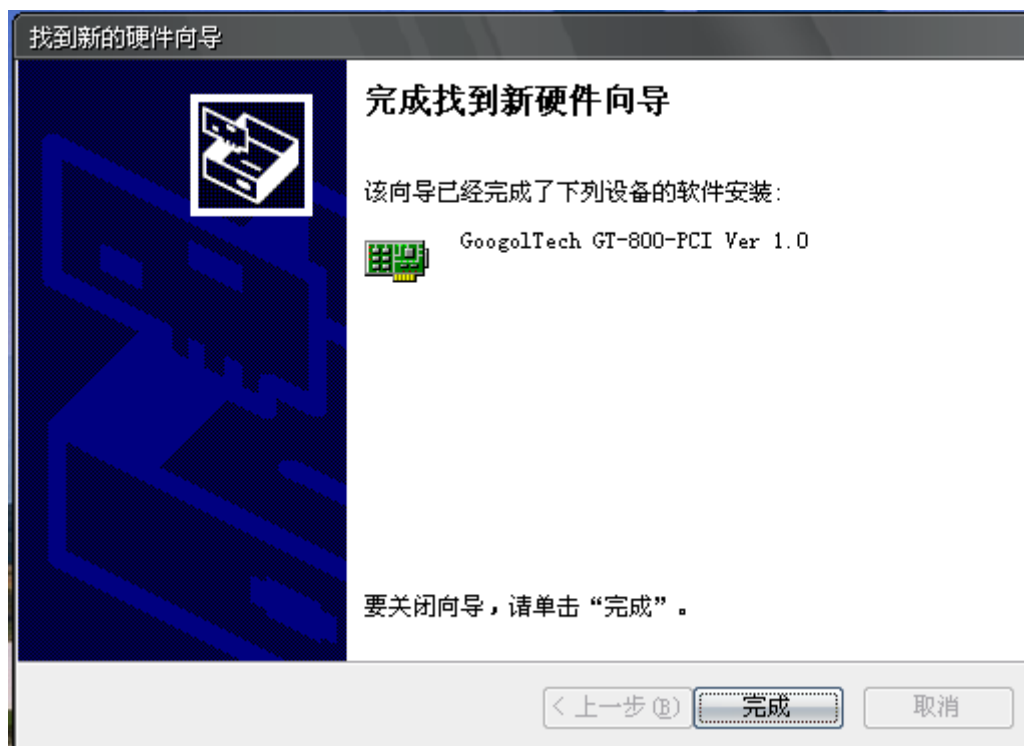 找到新的硬件向导
完成找到新硬件向导
该向导已经完成了下列设备的软件安装:
GoogolTech GT-800-PCI Ver 1.0
要关闭向导，请单击“完成”。
< 上一步(B)
完成
取消